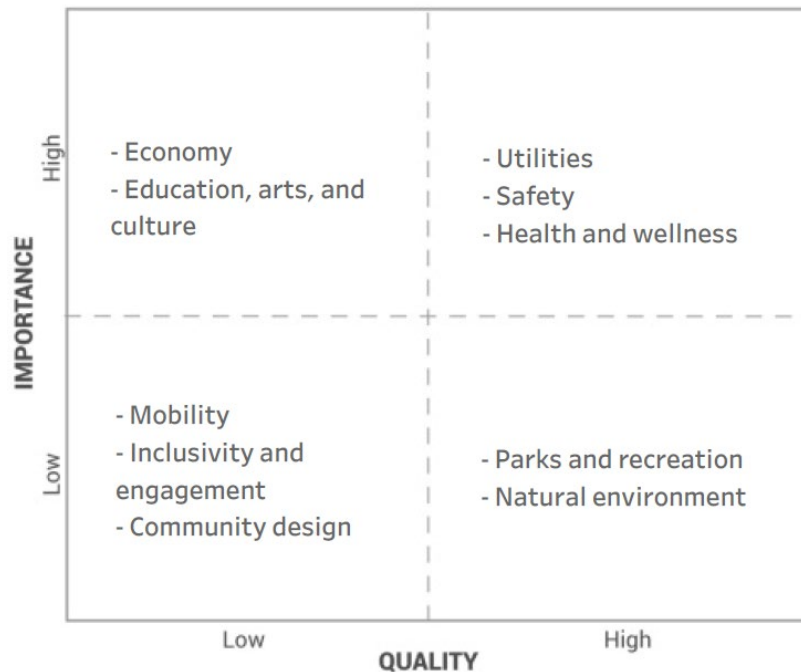 IMPORTANCE
High
Low
- Economy
- Education, arts, and
culture
- Utilities
- Safety
- Health and wellness
- Mobility
- Inclusivity and
engagement
- Community design
- Parks and recreation
- Natural environment
Low
High
QUALITY